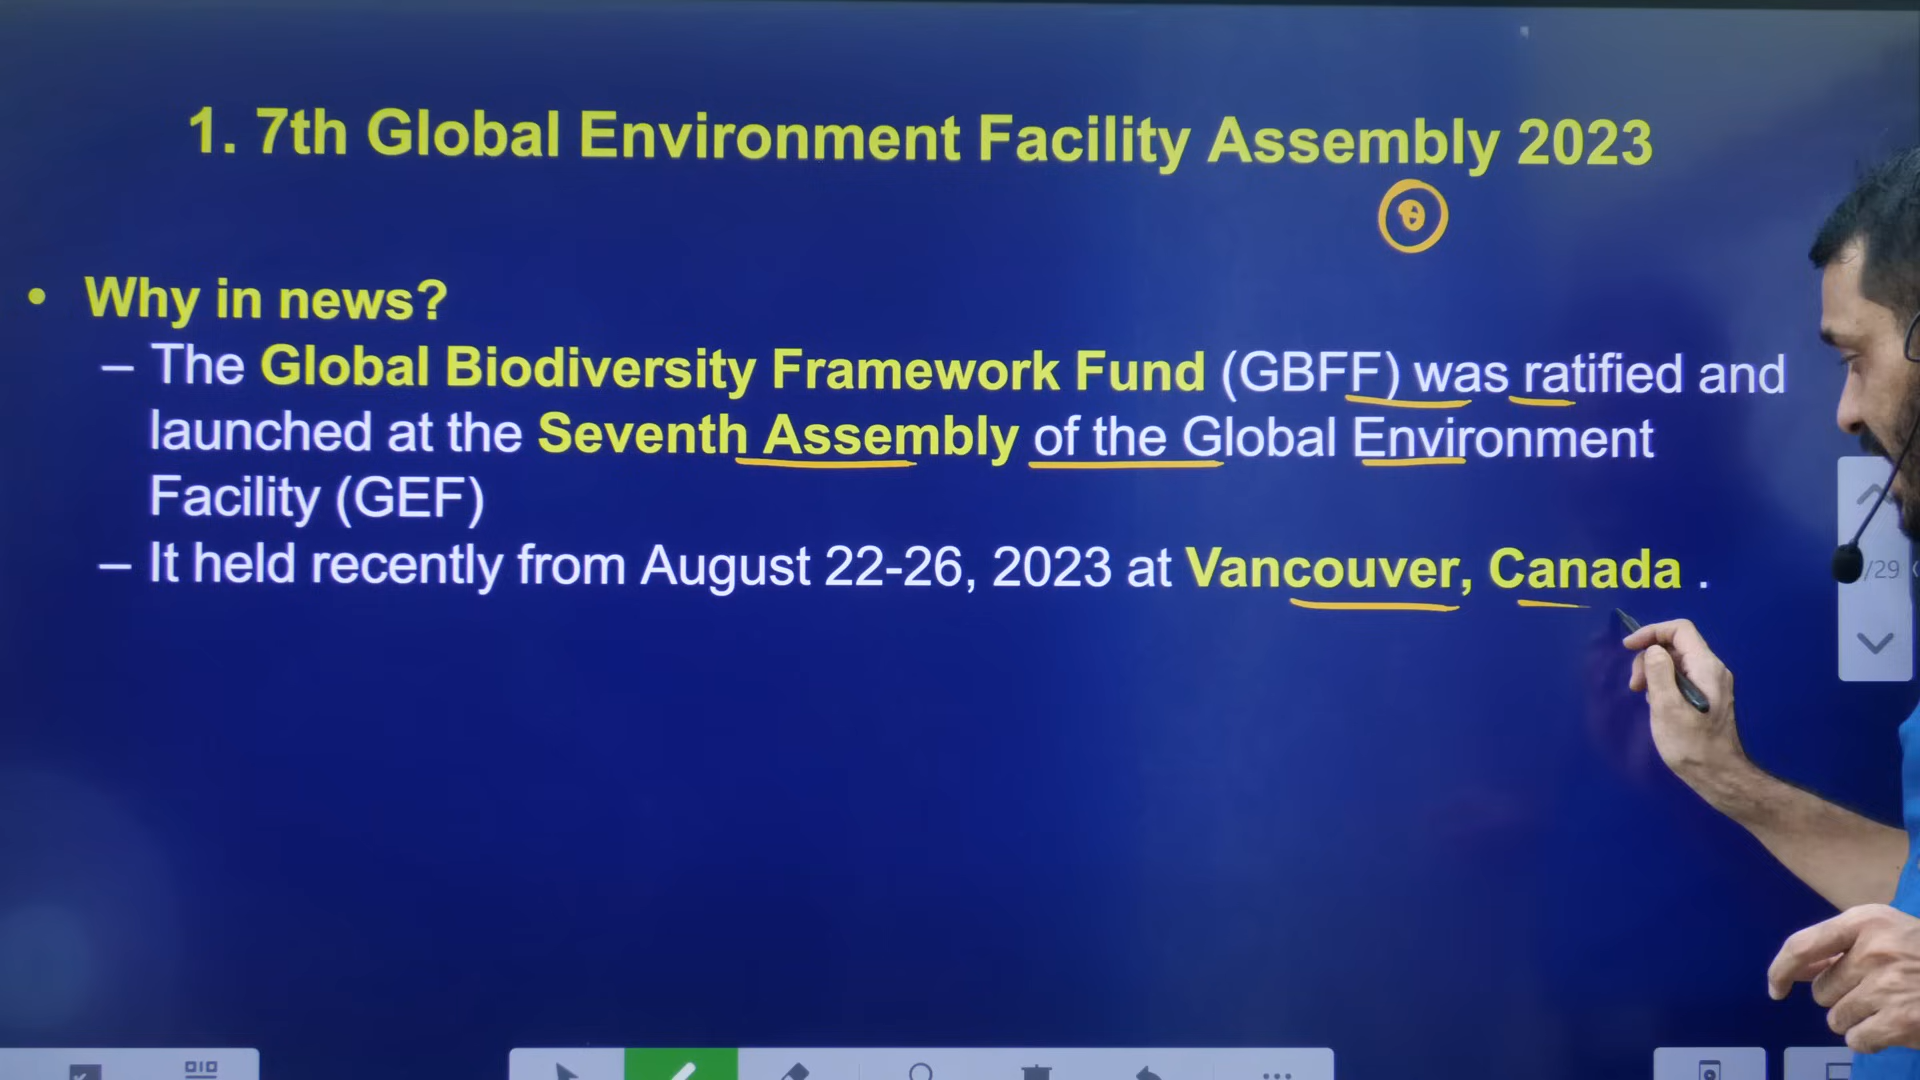 1. 7th Global Environment Facility Assembly 2023
• Why in news?
– The Global Biodiversity Framework Fund (GBFF) was ratified and
launched at the Seventh Assembly of the Global Environment
Facility (GEF)
– It held recently from August 22-26, 2023 at Vancouver, Canada .
/29